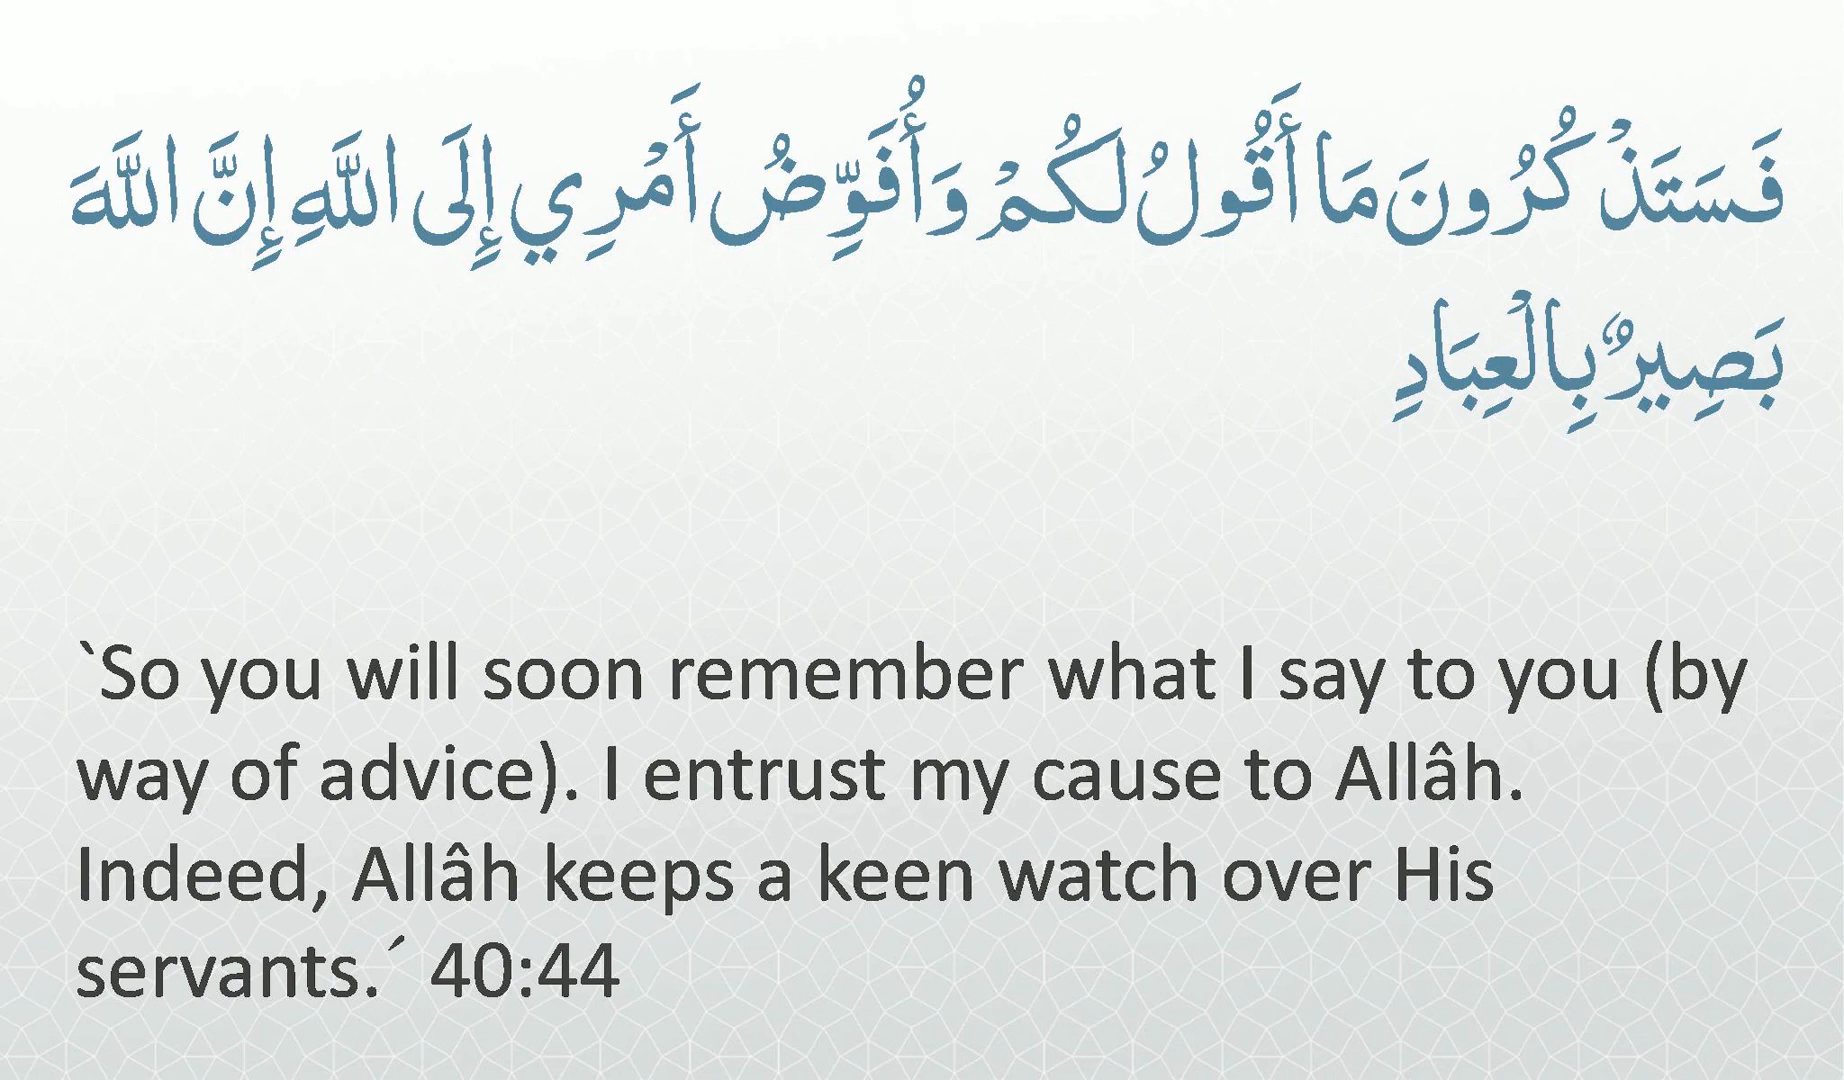 فَسَتَذْكُرُونَ مَا أَقُولُ لَكُمْ وَأُفَوِّضُ أَمْرِي إِلَى اللَّهِ إِنَّ اللَّهَ
بَصِيرٌ بِالْعِبَادِ
`So you will soon remember what I say to you (by
way of advice). I entrust my cause to Allâh.
Indeed, Allâh keeps a keen watch over His
servants.´ 40:44